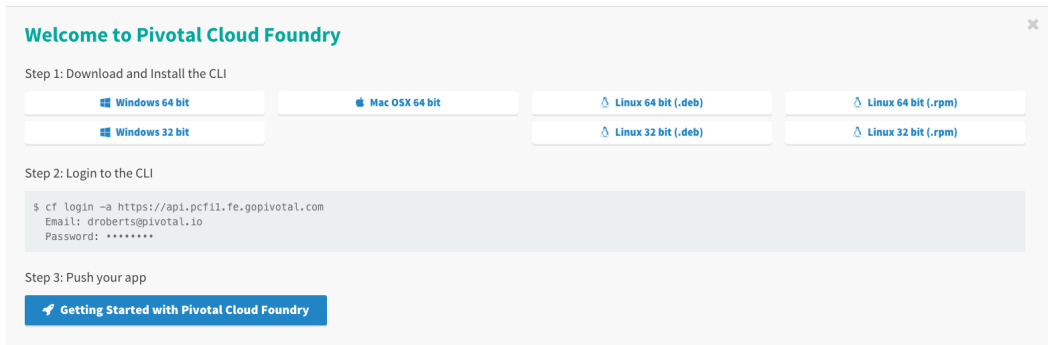 Welcome to Pivotal Cloud Foundry
Step 1: Download and Install the CLI
Windows 64 bit
Mac OSX 64 bit
Linux 64 bit (.deb)
Linux 64 bit (.rpm)
Windows 32 bit
Linux 32 bit (.deb)
Linux 32 bit (.rpm)
Step 2: Login to the CLI
$ cf login -a https://api.pcfi1.fe.gopivotal.com
Email: droberts@pivotal.io
Password: ••••••••
Step 3: Push your app
Getting Started with Pivotal Cloud Foundry